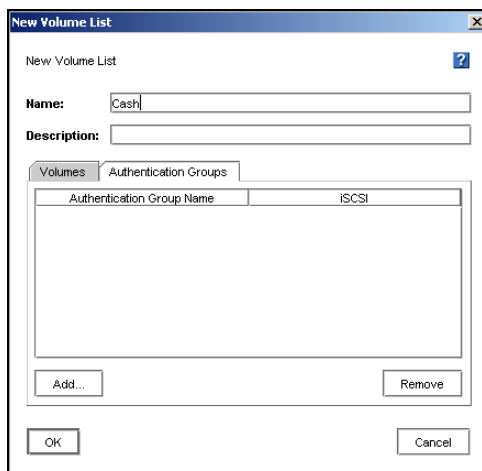 New Volume List
New Volume List
?
Name: Cash
Description:
Volumes Authentication Groups
Authentication Group Name iSCSI
Add... Remove
OK Cancel